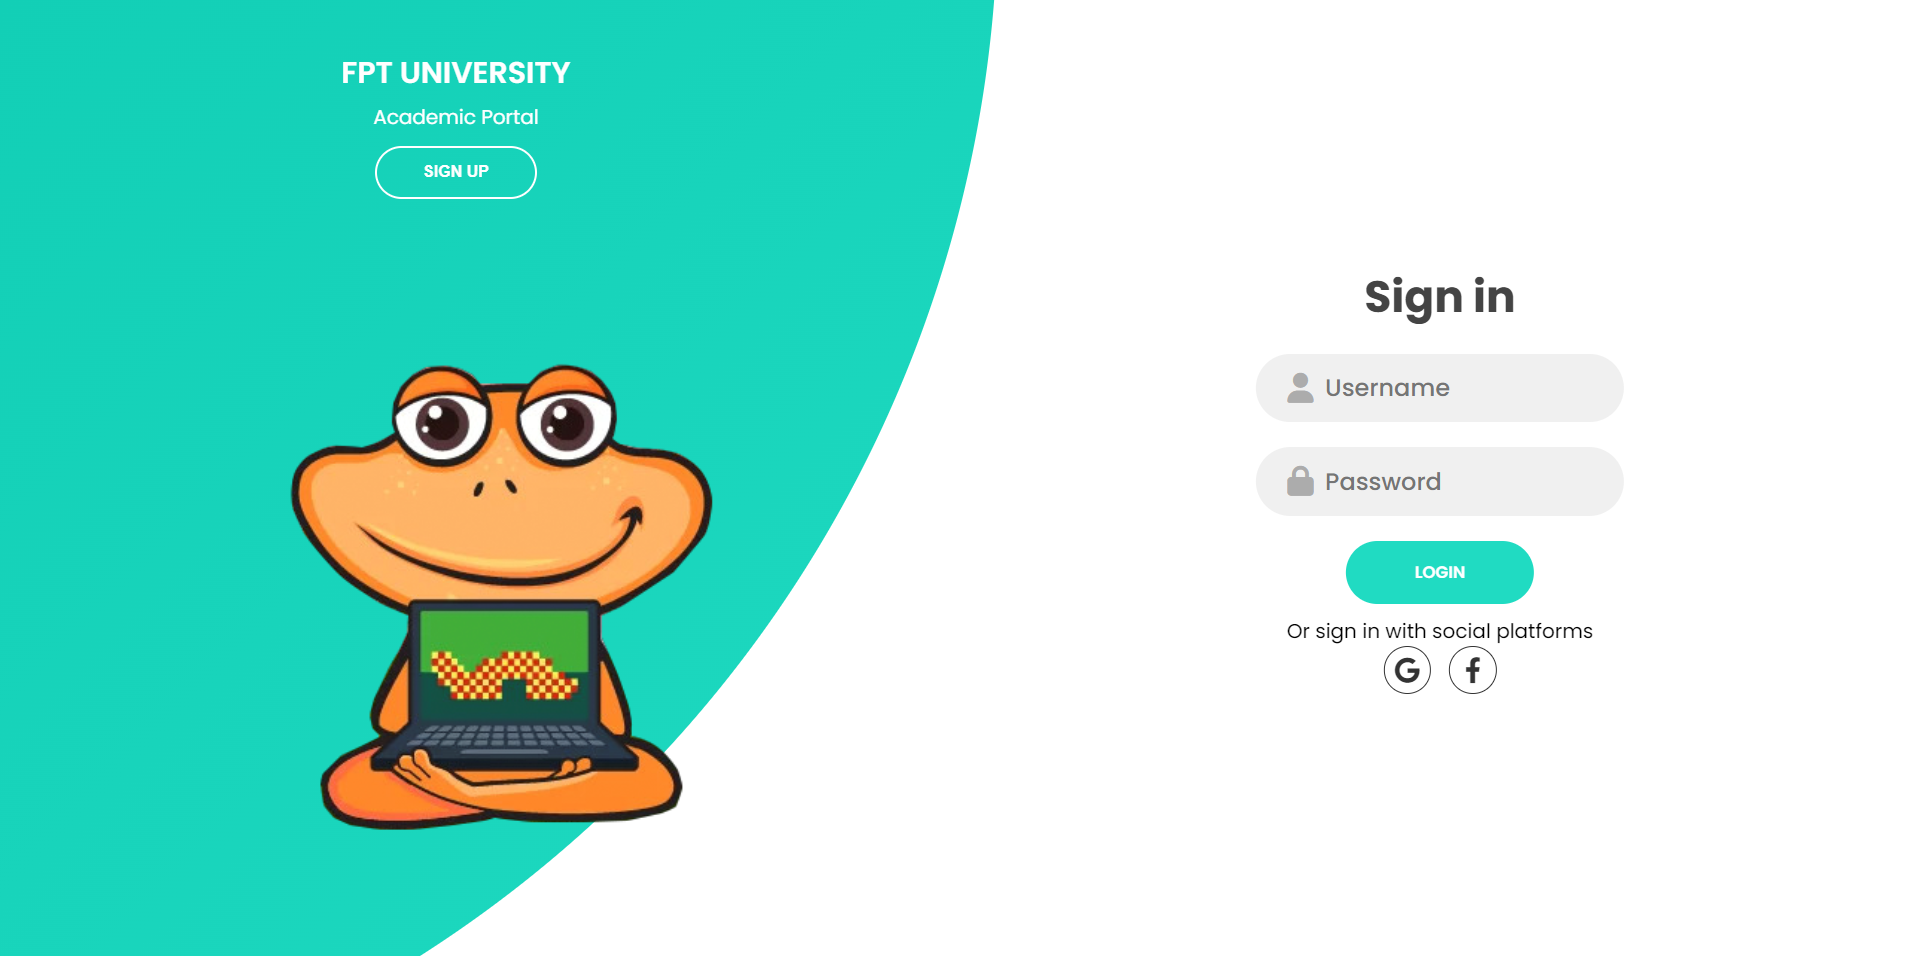 FPT UNIVERSITY
Academic Portal
SIGN UP
Sign in
Username
Password
LOGIN
Or sign in with social platforms